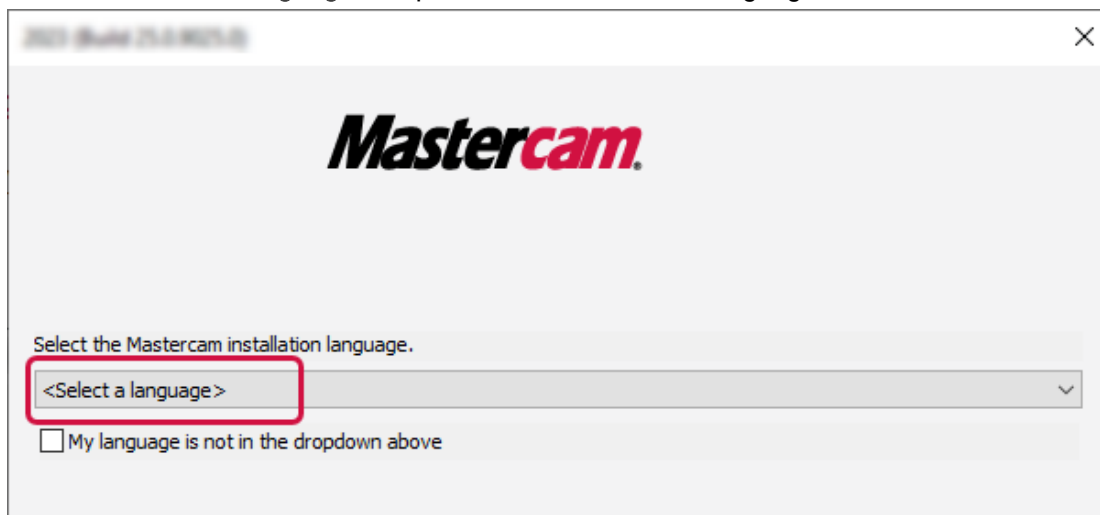 Mastercam.
Select the Mastercam installation language.
<Select a language>
My language is not in the dropdown above